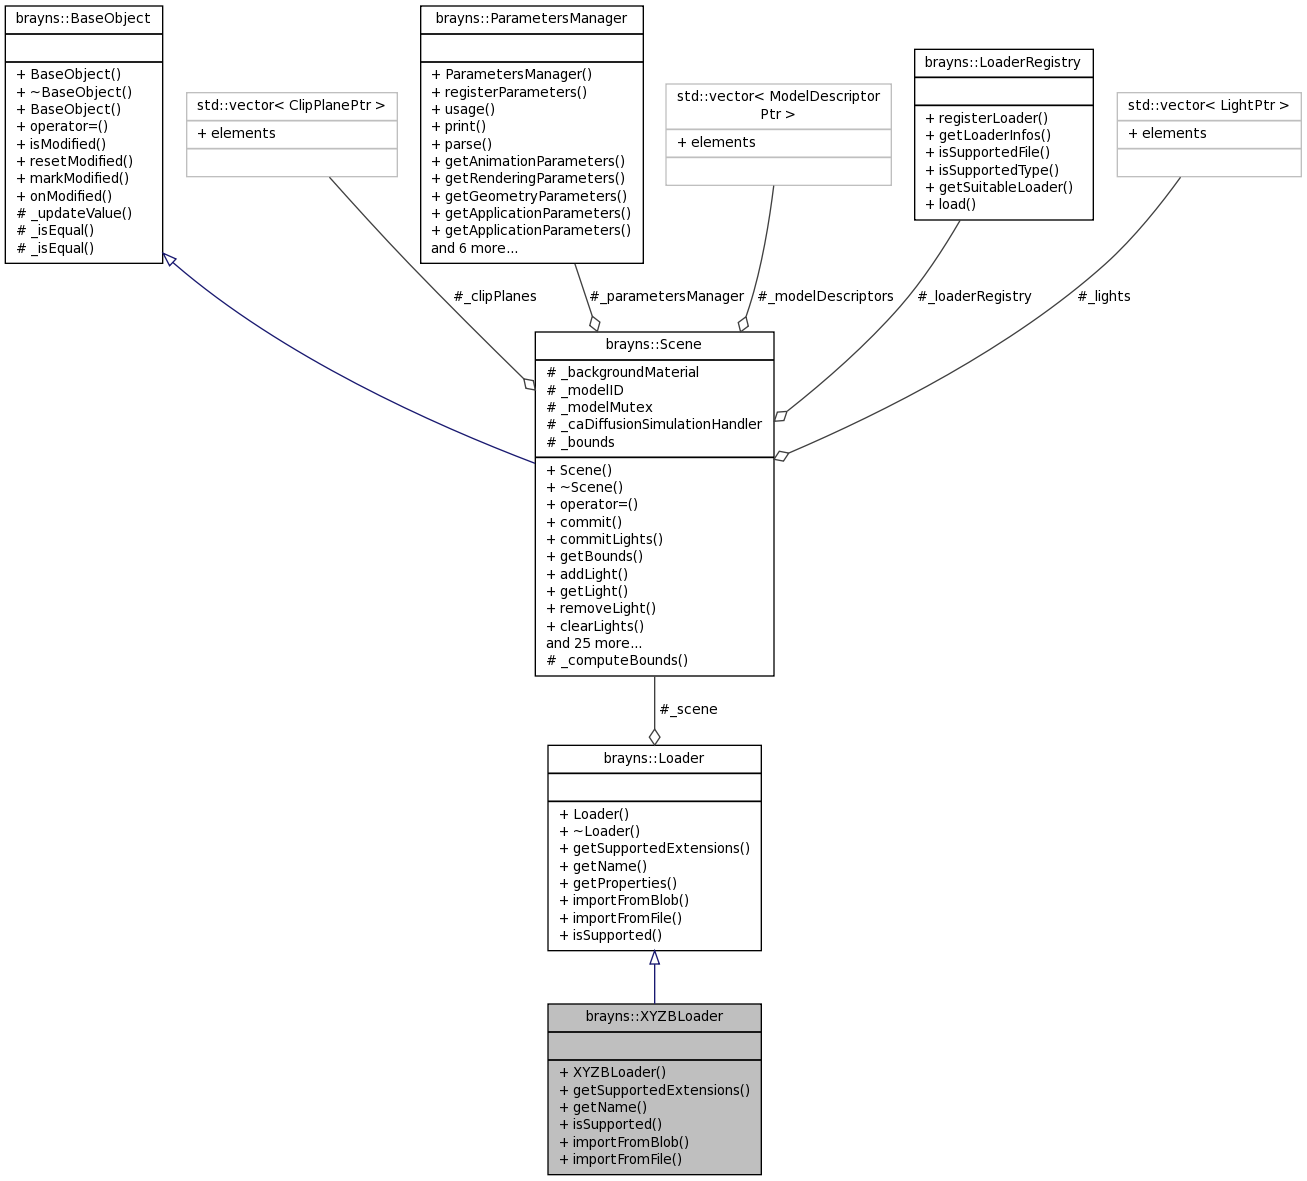 brayns::BaseObject
+ BaseObject()
+ ~BaseObject()
+ BaseObject()
+ operator=()
+ isModified()
+ resetModified()
+ markModified()
+ onModified()
# _updateValue()
# _isEqual()
# _isEqual()
std::vector< ClipPlanePtr >
+ elements
brayns::ParametersManager
+ ParametersManager()
+ registerParameters()
+ usage()
+ print()
+ parse()
+ getAnimationParameters()
+ getRenderingParameters()
+ getGeometryParameters()
+ getApplicationParameters()
+ getApplicationParameters()
and 6 more...
std::vector< ModelDescriptor
Ptr >
+ elements
brayns::LoaderRegistry
+ registerLoader()
+ getLoaderInfos()
+ isSupportedFile()
+ isSupportedType()
+ getSuitableLoader()
+ load()
std::vector< LightPtr >
+ elements
#_clipPlanes
#_parametersManager
#_modelDescriptors
#_loaderRegistry
#_lights
brayns::Scene
# _backgroundMaterial
# _modelID
# _modelMutex
# _caDiffusionSimulationHandler
# _bounds
+ Scene()
+ ~Scene()
+ operator=()
+ commit()
+ commitLights()
+ getBounds()
+ addLight()
+ getLight()
+ removeLight()
+ clearLights()
and 25 more...
# _computeBounds()
#_scene
brayns::Loader
+ Loader()
+ ~Loader()
+ getSupportedExtensions()
+ getName()
+ getProperties()
+ importFromBlob()
+ importFromFile()
+ isSupported()
brayns::XYZBLoader
+ XYZBLoader()
+ getSupportedExtensions()
+ getName()
+ isSupported()
+ importFromBlob()
+ importFromFile()